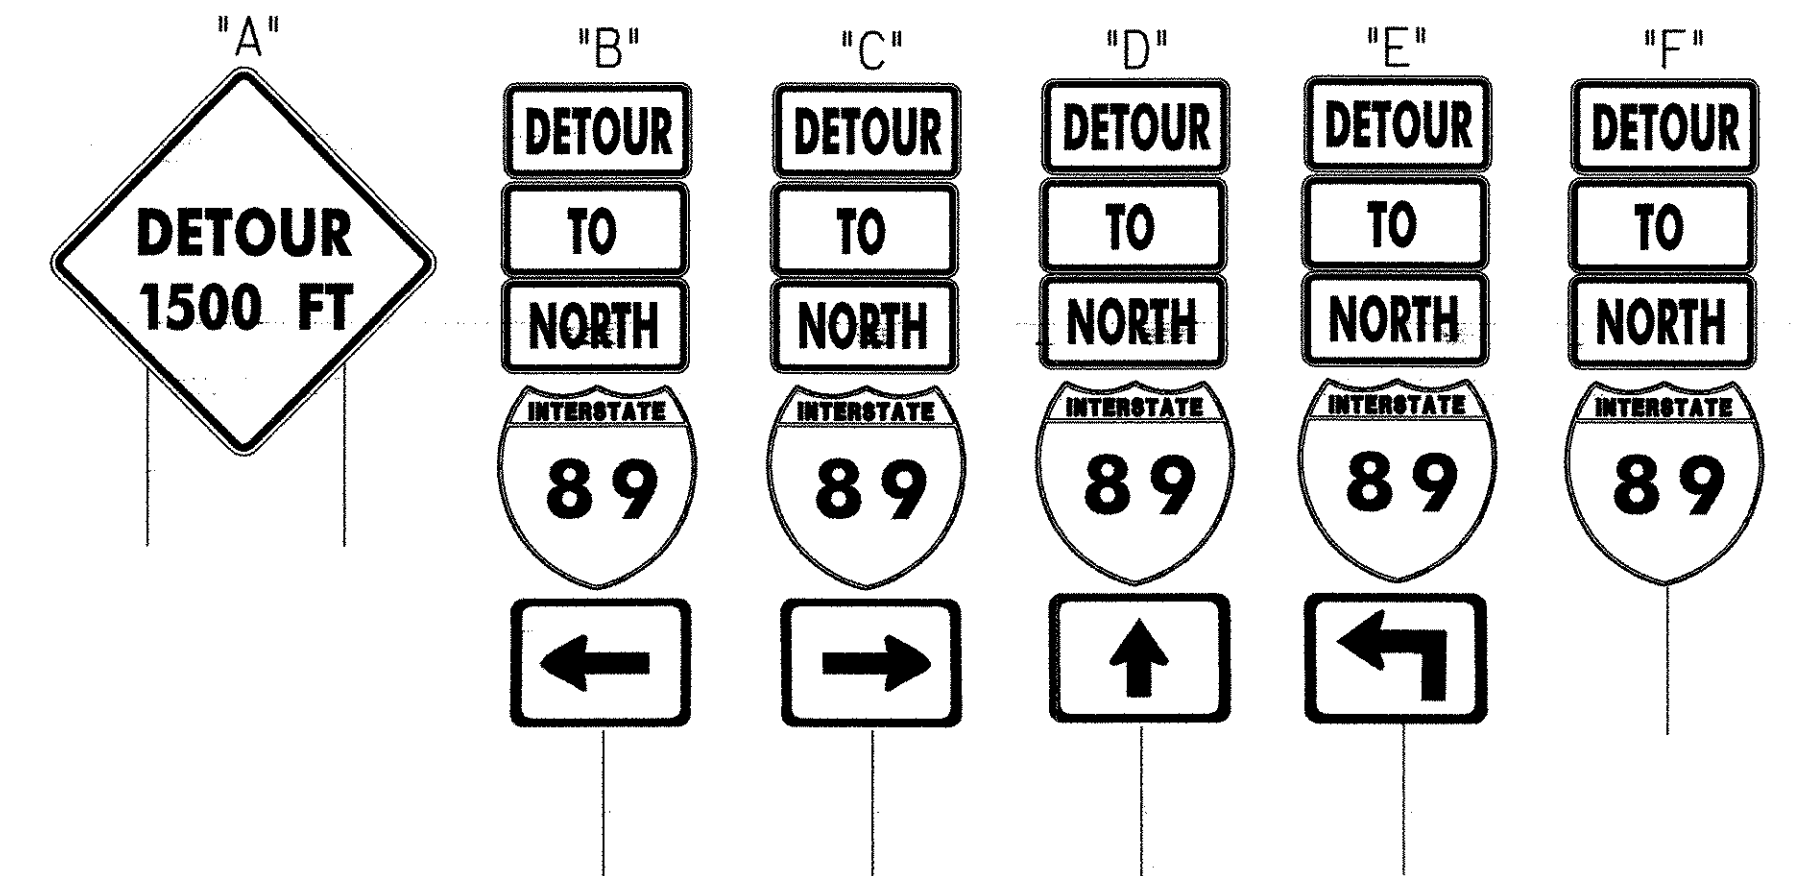 "A"
DETOUR
1500 FT
"B"
DETOUR
TO
NORTH
INTERSTATE
89
"C"
DETOUR
TO
NORTH
INTERSTATE
89
"D"
DETOUR
TO
NORTH
INTERSTATE
89
"E"
DETOUR
TO
NORTH
INTERSTATE
89
"F"
DETOUR
TO
NORTH
INTERSTATE
89